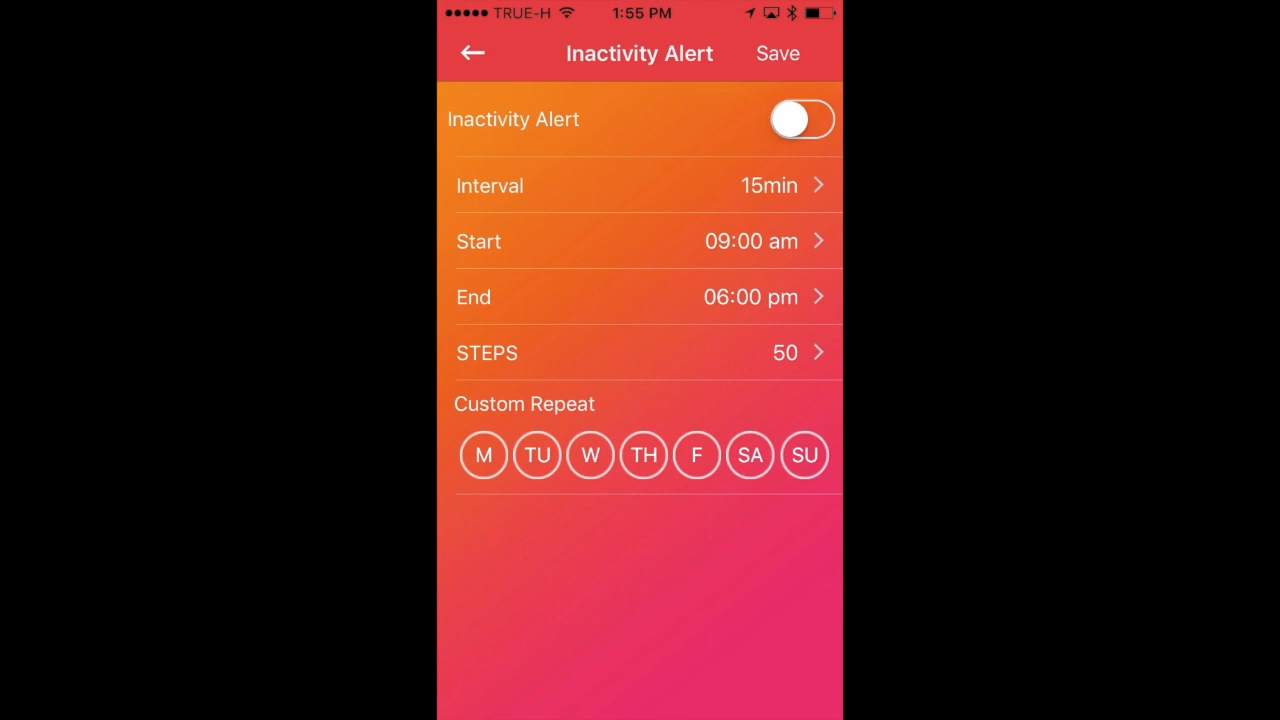 TRUE-H 1:55 PM
Inactivity Alert Save
Inactivity Alert
Interval 15min
Start 09:00 am
End 06:00 pm
STEPS 50
Custom Repeat
M TU W TH F SA SU